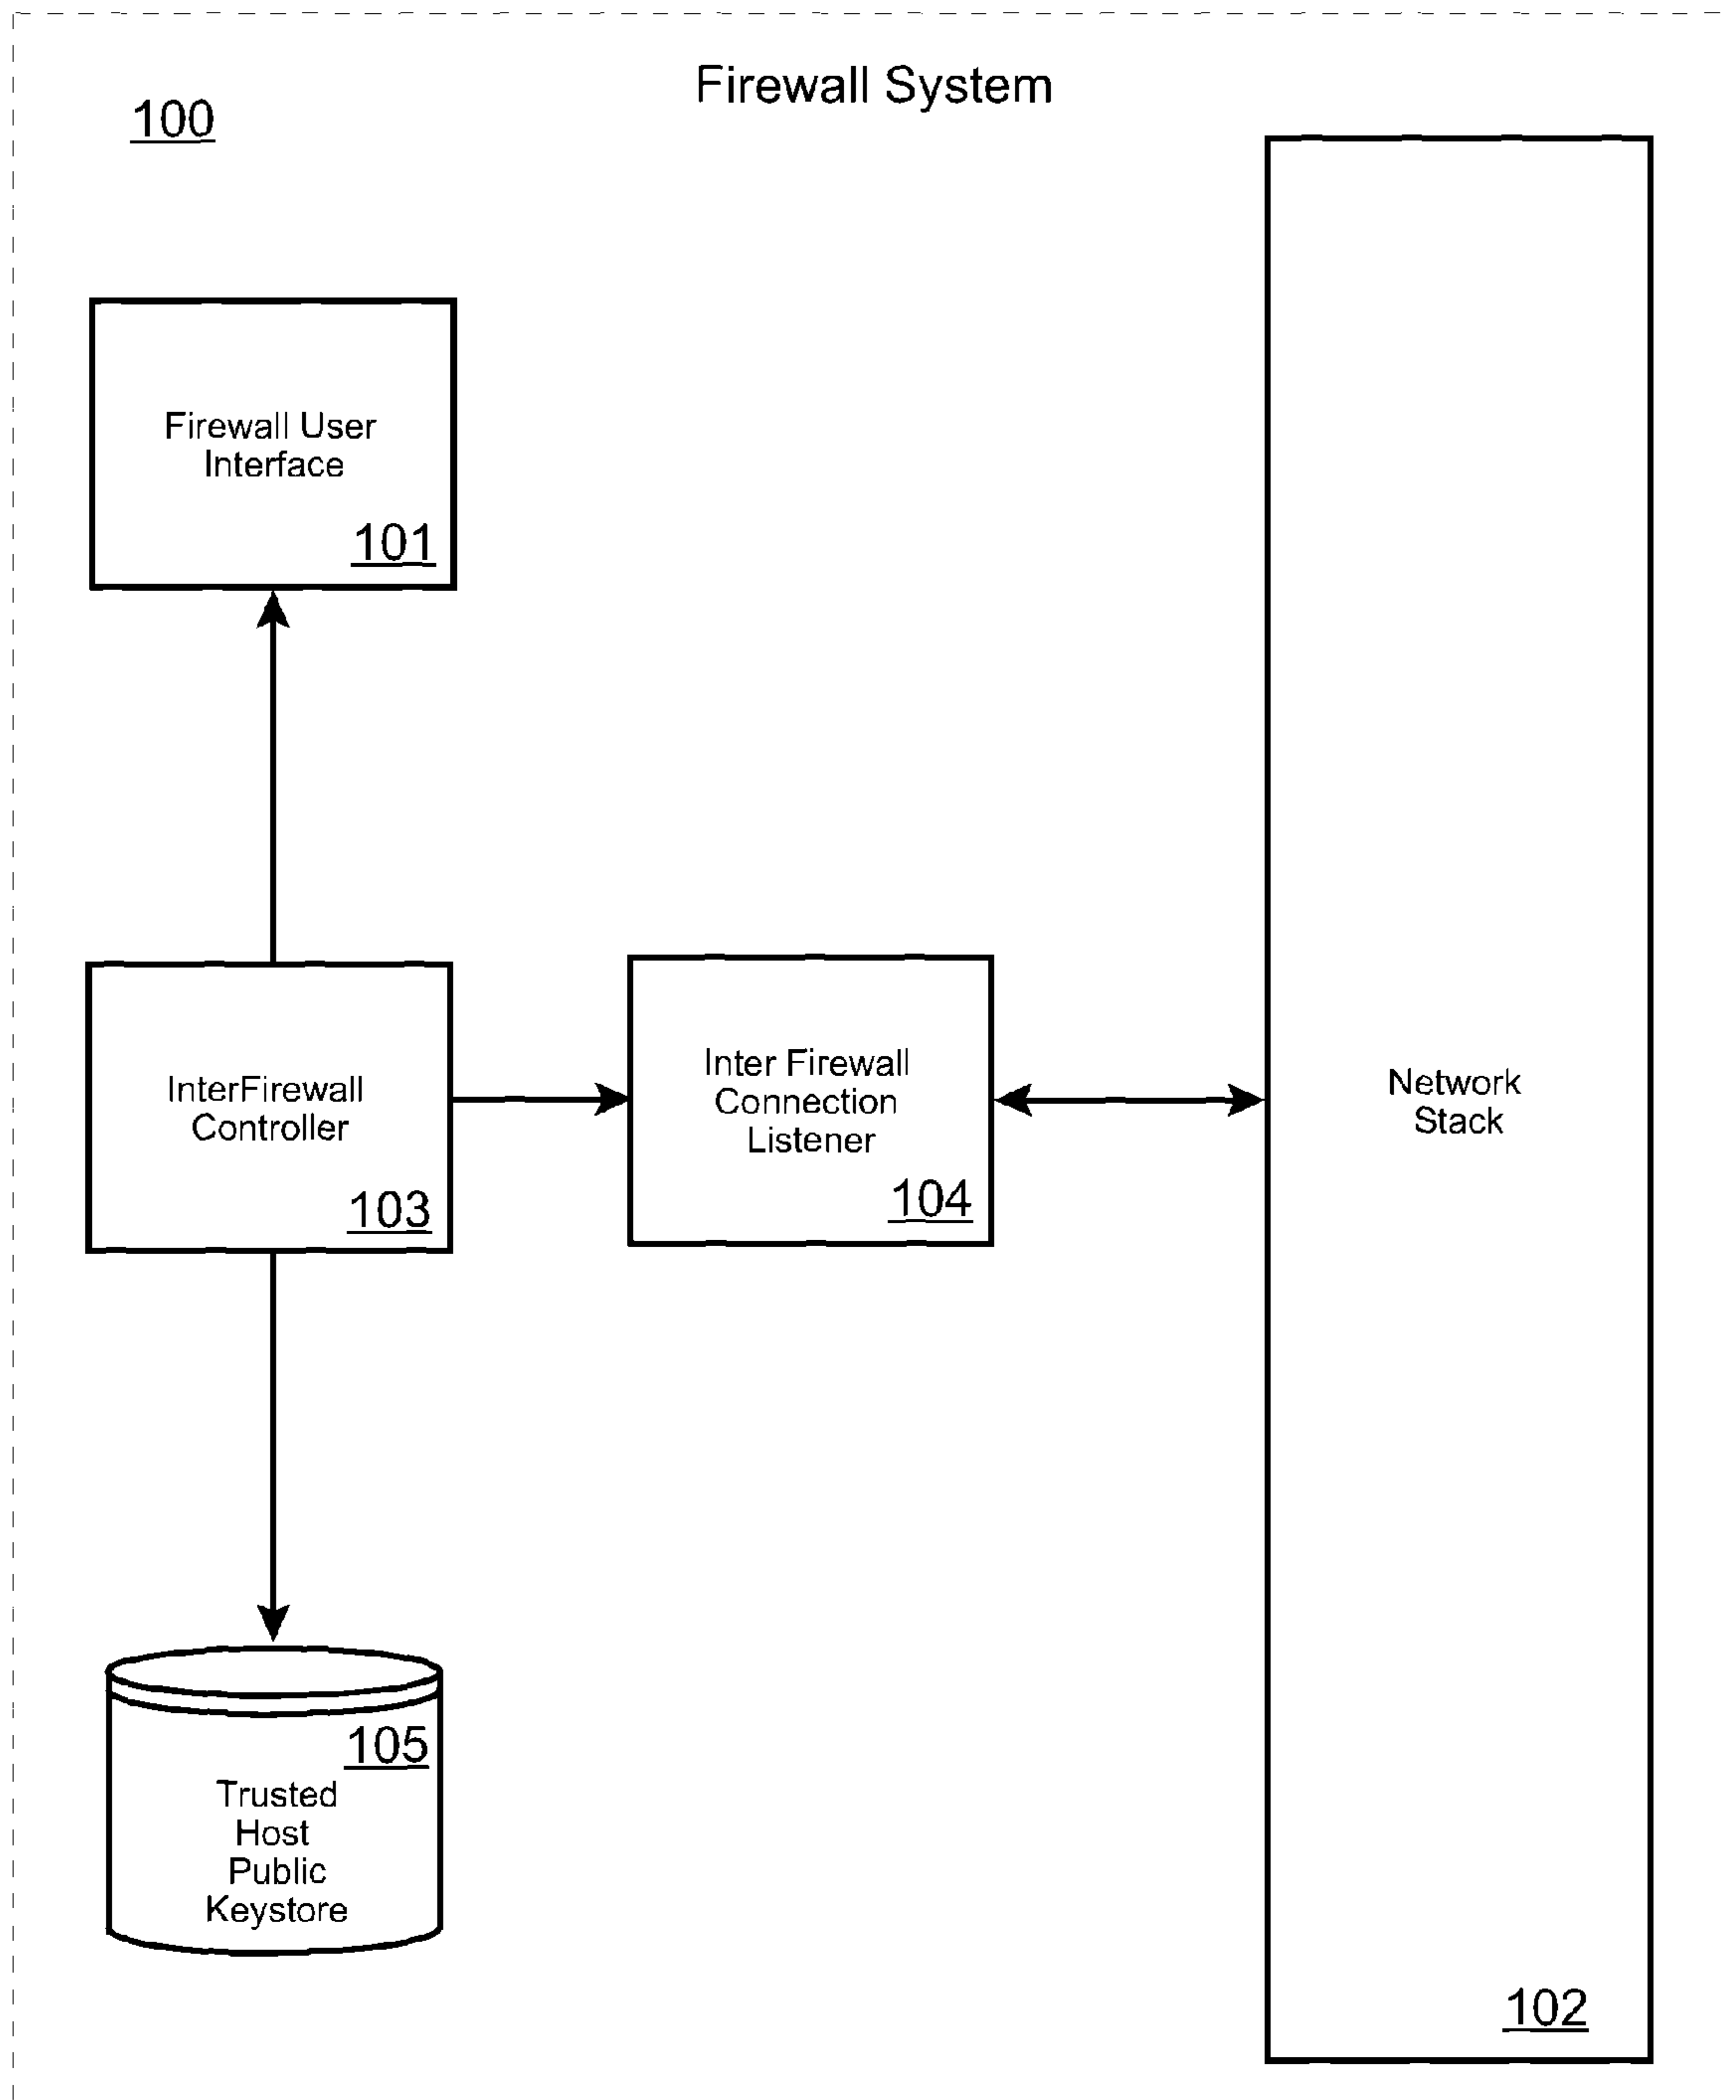 Firewall System
100
Firewall User
Interface
101
InterFirewall
Controller
103
Inter Firewall
Connection
Listener
104
Network
Stack
102
105
Trusted
Host
Public
Keystore